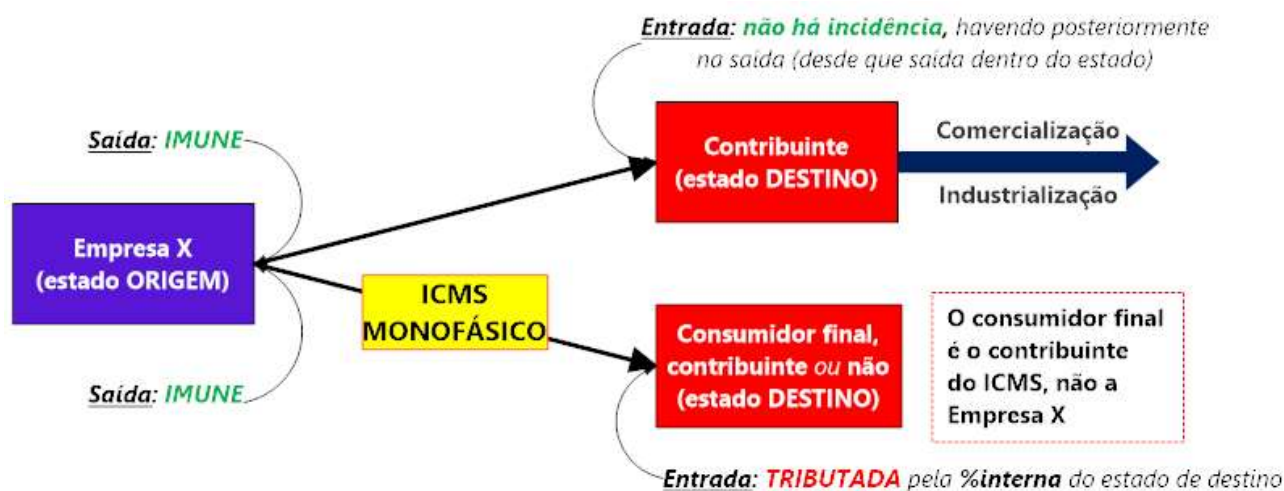 Entrada: não há incidência, havendo posteriormente
na saída (desde que saída dentro do estado)
Saída: IMUNE
Contribuinte
(estado DESTINO)
Comercialização
Industrialização
Empresa X
(estado ORIGEM)
ICMS
MONOFÁSICO
Consumidor final,
contribuinte ou não
(estado DESTINO)
O consumidor final
é o contribuinte
do ICMS, não a
Empresa X
Saída: IMUNE
Entrada: TRIBUTADA pela %interna do estado de destino